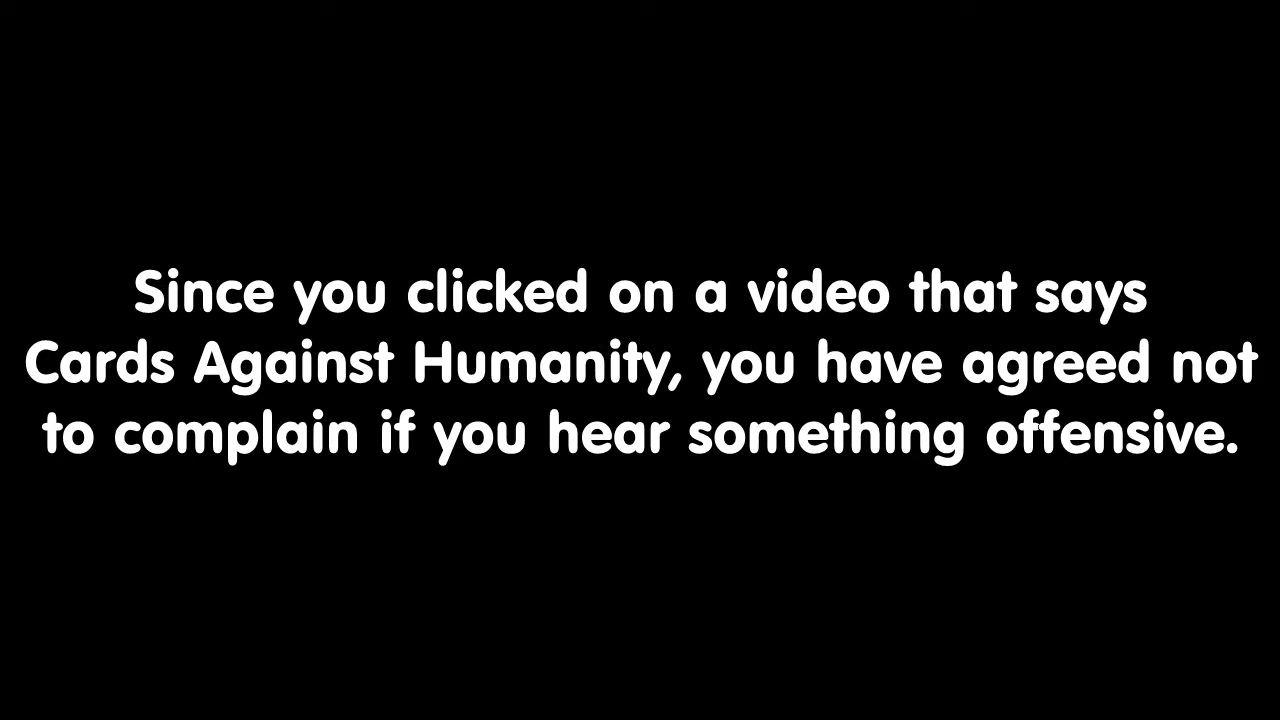 Since you clicked on a video that says
Cards Against Humanity, you have agreed not
to complain if you hear something offensive.